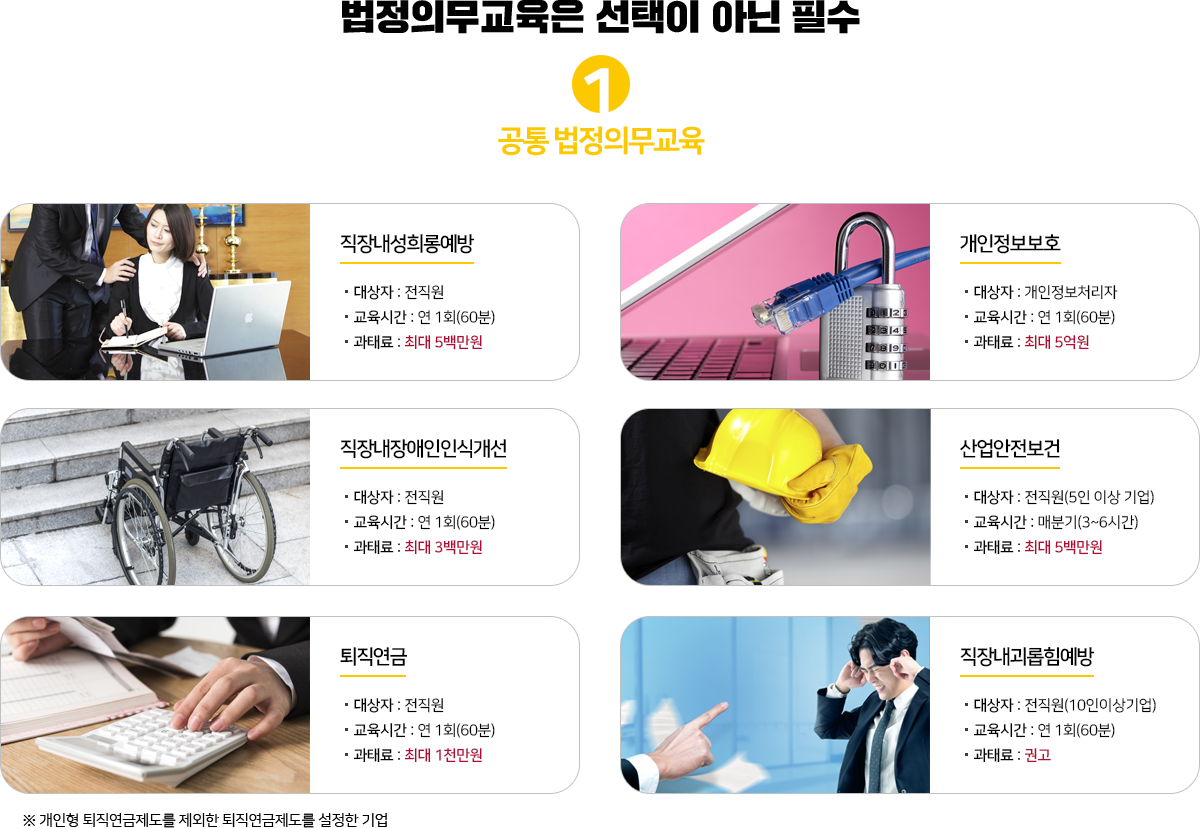 법정의무교육은 선택이 아닌 필수
1
공통 법정의무교육
직장내성희롱예방
· 대상자 : 전직원
· 교육시간 : 연 1회(60분)
· 과태료 : 최대 5백만원
개인정보보호
· 대상자 : 개인정보처리자
· 교육시간 : 연 1회(60분)
· 과태료 : 최대 5억원
직장내장애인인식개선
· 대상자 : 전직원
· 교육시간 : 연 1회(60분)
· 과태료 : 최대 3백만원
산업안전보건
· 대상자 : 전직원(5인 이상 기업)
· 교육시간 : 매분기(3~6시간)
· 과태료 : 최대 5백만원
퇴직연금
· 대상자 : 전직원
· 교육시간 : 연 1회(60분)
· 과태료 : 최대 1천만원
직장내괴롭힘예방
· 대상자 : 전직원(10인이상기업)
· 교육시간 : 연 1회(60분)
· 과태료 : 권고
※ 개인형 퇴직연금제도를 제외한 퇴직연금제도를 설정한 기업